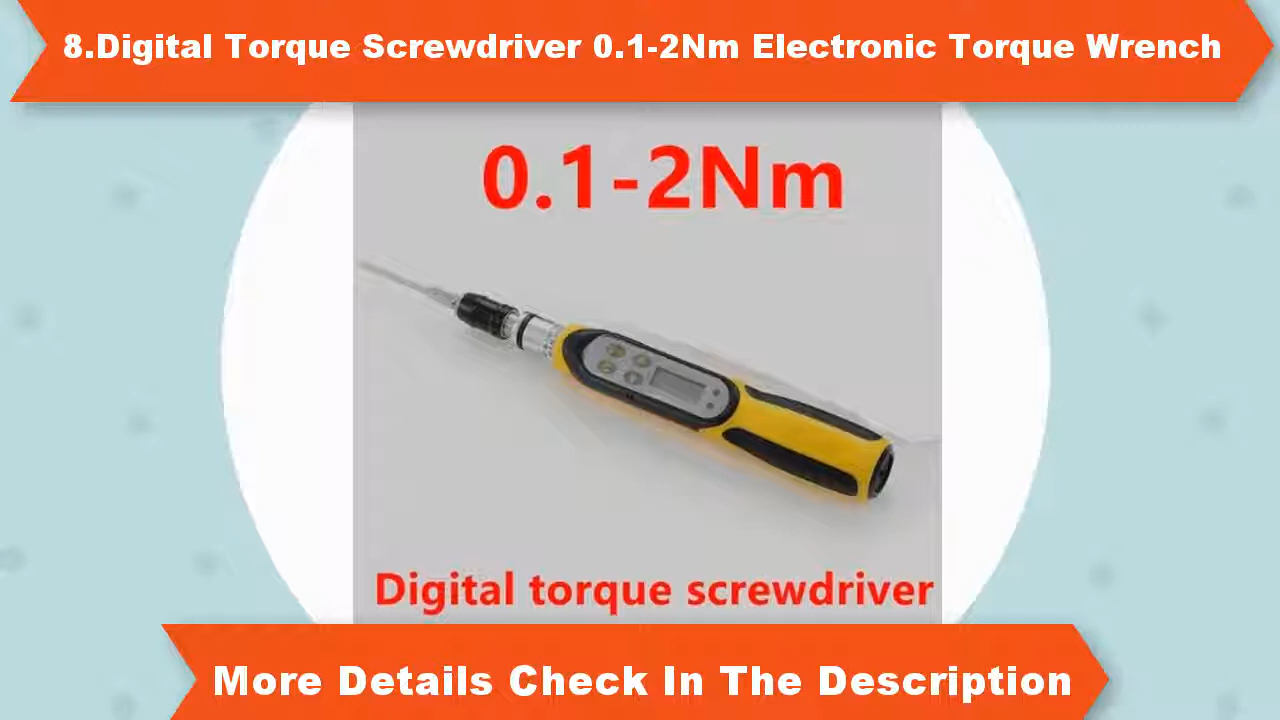 8.Digital Torque Screwdriver 0.1-2Nm Electronic Torque Wrench
0.1-2Nm
Digital torque screwdriver
More Details Check In The Description